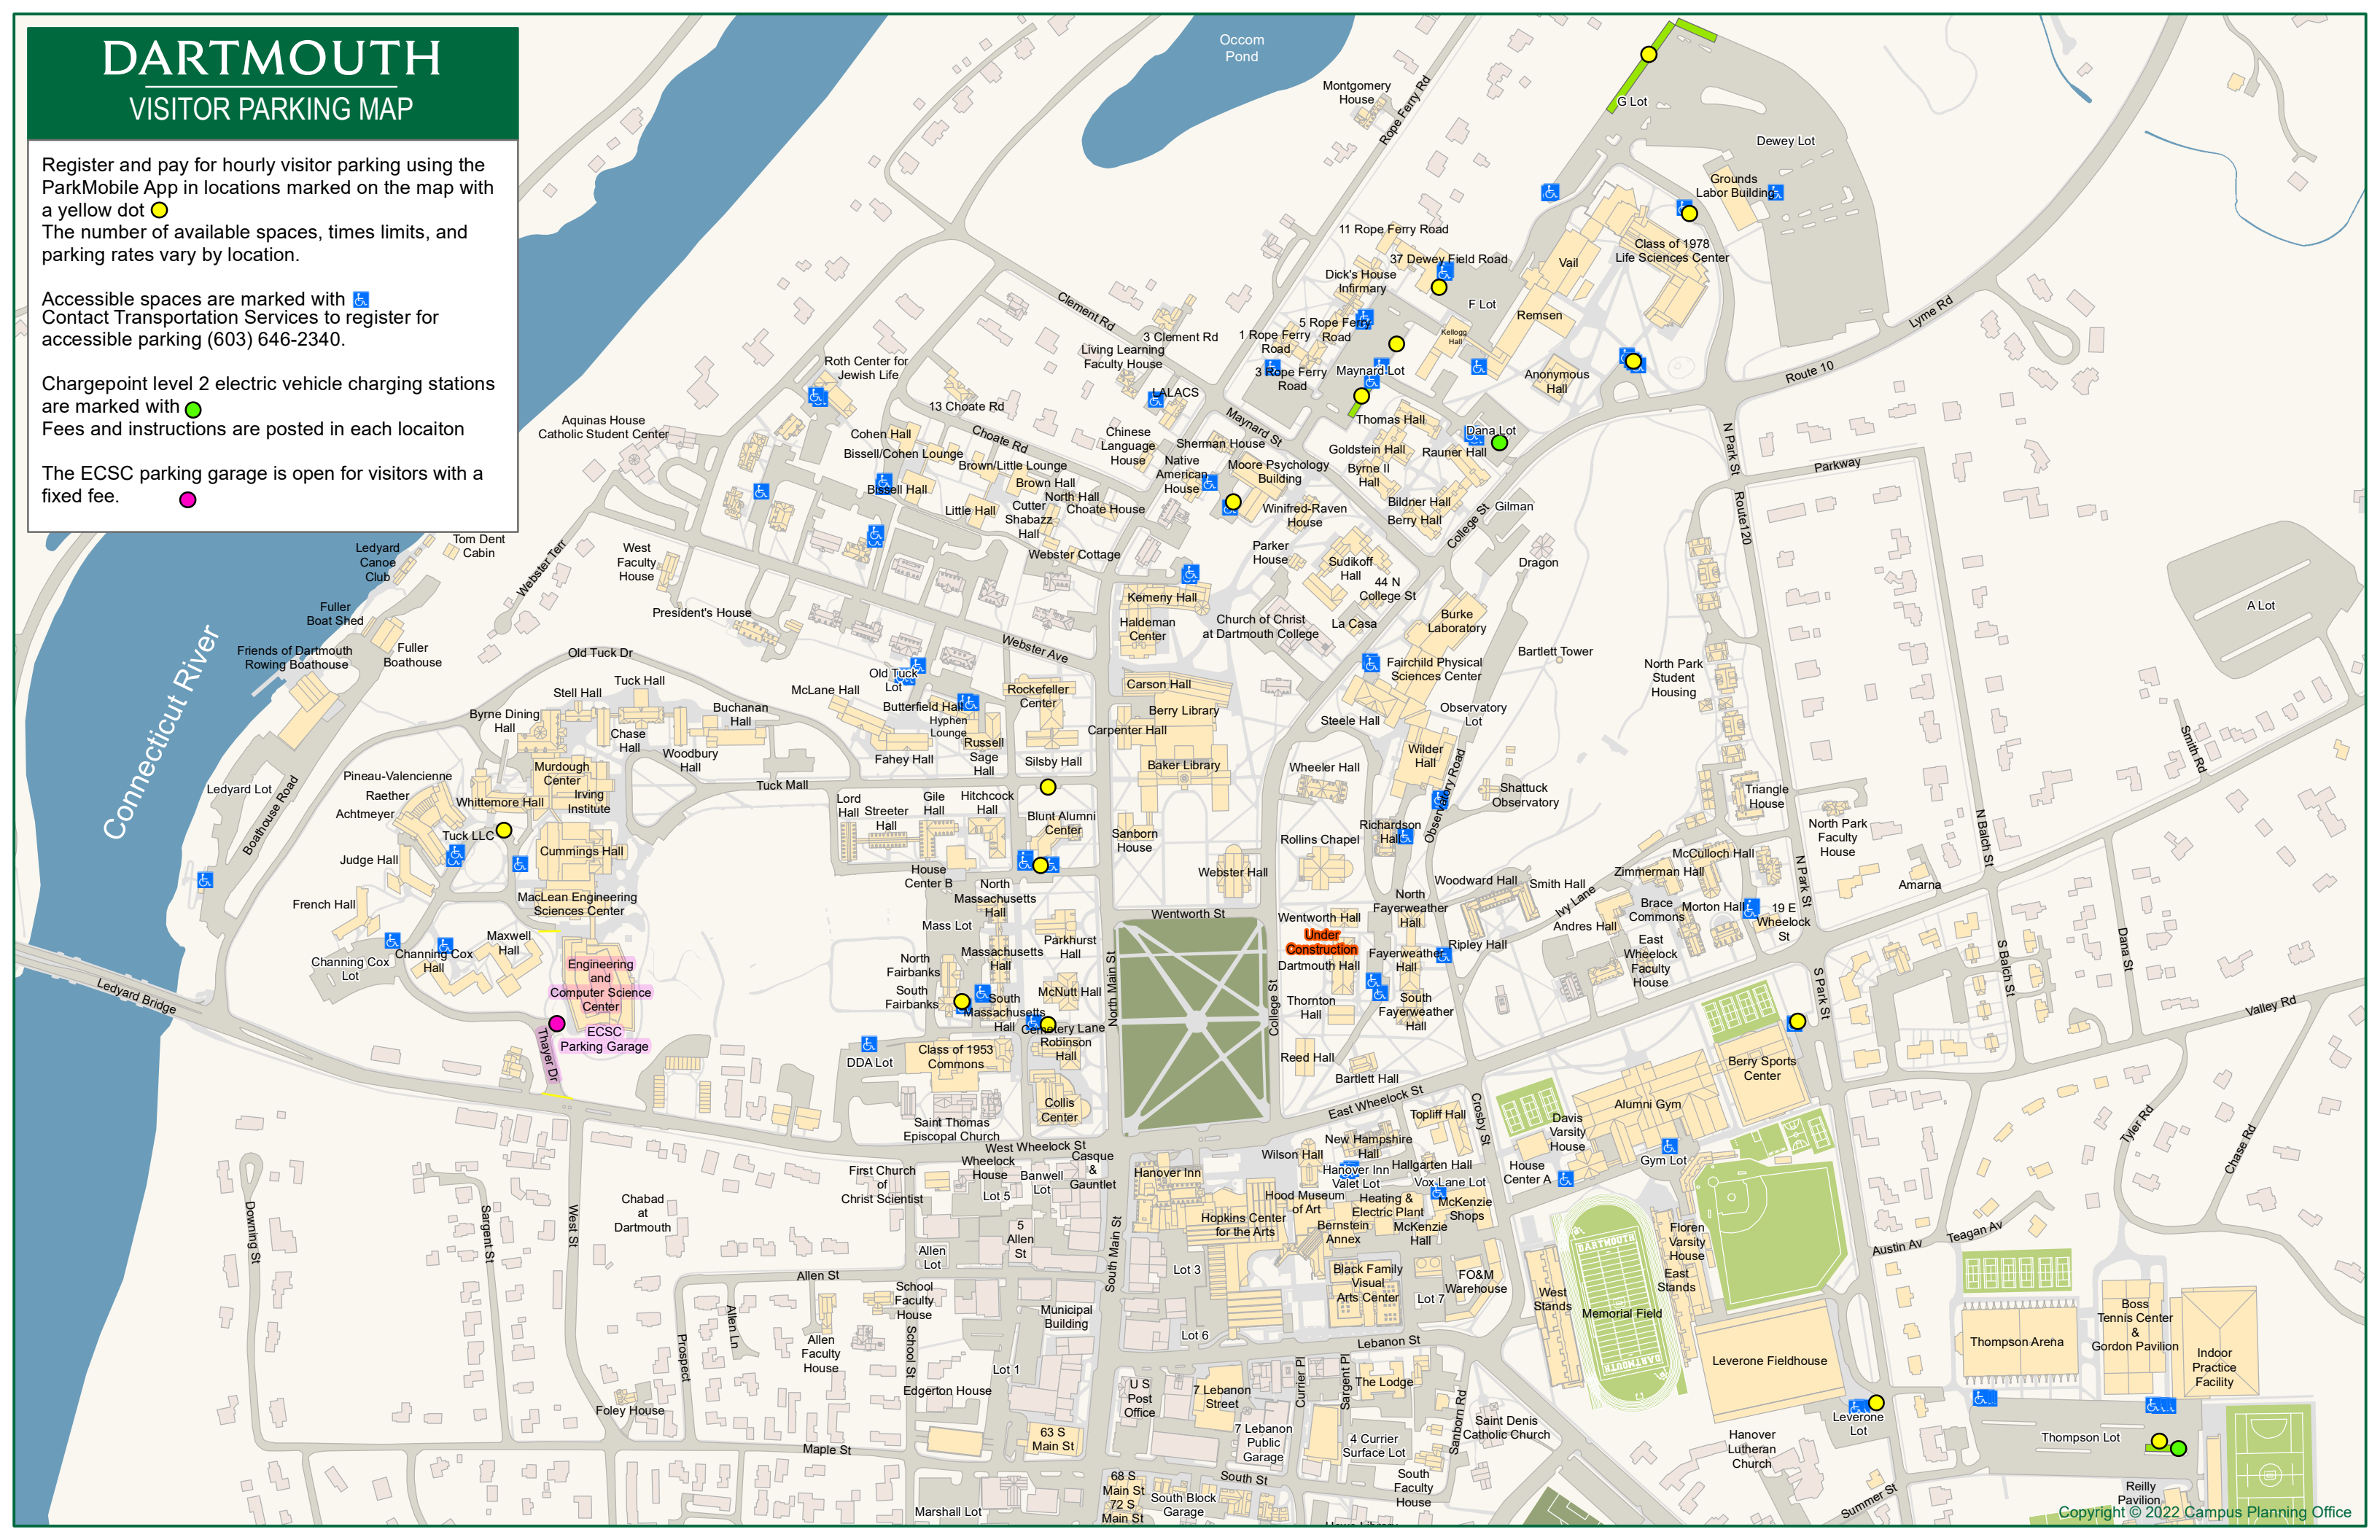 DARTMOUTH
VISITOR PARKING MAP
Register and pay for hourly visitor parking using the
ParkMobile App in locations marked on the map with
a yellow dot
The number of available spaces, times limits, and
parking rates vary by location.
Accessible spaces are marked with
Contact Transportation Services to register for
accessible parking (603) 646-2340.
Chargepoint level 2 electric vehicle charging stations
are marked with
Fees and instructions are posted in each locaiton
The ECSC parking garage is open for visitors with a
fixed fee.
Occom
Pond
Montgomery
House
Rope Ferry Rd
G Lot
Dewey Lot
Grounds
Labor Building
11 Rope Ferry Road
37 Dewey Field Road
Class of 1978
Life Sciences Center
Vail
Dick's House
Infirmary
F Lot
Remsen
Clement Rd
3 Clement Rd
5 Rope Ferry
Road
1 Rope Ferry
Road
Kellogg
Hall
Lyme Rd
Living Learning
Faculty House
3 Rope Ferry
Road
Maynard Lot
Anonymous
Hall
Route 10
Roth Center for
Jewish Life
LALACS
13 Choate Rd
Aquinas House
Catholic Student Center
Cohen Hall
Choate Rd
Chinese
Language
House
Maynard St
Sherman House
Thomas Hall
Dana Lot
Goldstein Hall
Rauner Hall
N Park St
Bissell/Cohen Lounge
Brown/Little Lounge
Native
American
House
Moore Psychology
Building
Byrne II
Hall
Parkway
Bissell Hall
Brown Hall
North Hall
Choate House
Little Hall
Cutter
Shabazz
Hall
Winifred-Raven
House
Bildner Hall
Berry Hall
Gilman
College St
Route120
Tom Dent
Cabin
Ledyard
Canoe
Club
Webster Terr
West
Faculty
House
Webster Cottage
Parker
House
Sudikoff
Hall
Dragon
44 N
College St
Kemeny Hall
Fuller
Boat Shed
President's House
Haldeman
Center
Church of Christ
at Dartmouth College
La Casa
Burke
Laboratory
A Lot
Friends of Dartmouth
Rowing Boathouse
Fuller
Boathouse
Old Tuck Dr
Webster Ave
Bartlett Tower
Fairchild Physical
Sciences Center
North Park
Student
Housing
Connecticut River
Tuck Hall
Stell Hall
McLane Hall
Old Tuck
Lot
Rockefeller
Center
Carson Hall
Byrne Dining
Hall
Buchanan
Hall
Butterfield Hall
Hyphen
Lounge
Berry Library
Steele Hall
Observatory
Lot
Chase
Hall
Carpenter Hall
Russell
Sage
Hall
Woodbury
Hall
Fahey Hall
Silsby Hall
Wilder
Hall
Smith Rd
Murdough
Center
Baker Library
Wheeler Hall
Pineau-Valencienne
Raether
Achtmeyer
Ledyard Lot
Boathouse Road
Whittemore Hall
Irving
Institute
Tuck Mall
Lord
Hall
Streeter
Hall
Gile
Hall
Hitchcock
Hall
Shattuck
Observatory
Observatory Road
Triangle
House
Tuck LLC
Blunt Alumni
Center
Sanborn
House
Rollins Chapel
Richardson
Hall
North Park
Faculty
House
N Balch St
Judge Hall
Cummings Hall
House
Center B
Webster Hall
McCulloch Hall
Zimmerman Hall
N Park St
French Hall
MacLean Engineering
Sciences Center
North
Massachusetts
Hall
Woodward Hall
Smith Hall
Ivy Lane
Amarna
Mass Lot
Wentworth St
Wentworth Hall
North
Fayerweather
Hall
Brace
Commons
Morton Hall
19 E
Wheelock
St
Andres Hall
Under
Construction
Maxwell
Hall
Parkhurst
Hall
Massachusetts
Hall
Ripley Hall
Channing Cox
Lot
Channing Cox
Hall
Engineering
and
Computer Science
Center
North
Fairbanks
Dartmouth Hall
Fayerweather
Hall
East
Wheelock
Faculty
House
S Balch St
Dana St
South
Fairbanks
South
Massachusetts
Hall
McNutt Hall
North Main St
College St
Thornton
Hall
South
Fayerweather
Hall
S Park St
Valley Rd
Ledyard Bridge
ECSC
Parking Garage
Thayer Dr
Cemetery Lane
Robinson
Hall
DDA Lot
Class of 1953
Commons
Reed Hall
Bartlett Hall
Berry Sports
Center
Collis
Center
East Wheelock St
Crosby St
Topliff Hall
Alumni Gym
Davis
Varsity
House
Tyler Rd
Chase Rd
Saint Thomas
Episcopal Church
West Wheelock St
New Hampshire
Hall
Wilson Hall
Gym Lot
First Church
of
Christ Scientist
Wheelock
House
Banwell
Lot
Casque
&
Gauntlet
Hanover Inn
Hanover Inn
Valet Lot
Hallgarten Hall
Vox Lane Lot
House
Center A
Lot 5
Chabad
at
Dartmouth
Hood Museum
of Art
Heating &
Electric Plant
McKenzie
Shops
Downing St
Sargent St
West St
5
Allen
St
Hopkins Center
for the Arts
Bernstein
Annex
McKenzie
Hall
Floren
Varsity
House
Austin Av
Teagan Av
Allen
Lot
South Main St
DARTMOUTH
Allen St
Lot 3
Black Family
Visual
Arts Center
FO&M
Warehouse
East
Stands
West
Stands
School
Faculty
House
Lot 7
Memorial Field
Municipal
Building
Boss
Tennis Center
&
Gordon Pavilion
Thompson Arena
Allen Ln
Prospect
Allen
Faculty
House
School St
Lot 6
Lebanon St
DARTMOUTH
Leverone Fieldhouse
Indoor
Practice
Facility
Lot 1
Edgerton House
U S
Post
Office
7 Lebanon
Street
Currier Pl
Sargent Pl
The Lodge
Foley House
Sanborn Rd
Saint Denis
Catholic Church
Leverone
Lot
63 S
Main St
7 Lebanon
Public
Garage
4 Currier
Surface Lot
Hanover
Lutheran
Church
Thompson Lot
Maple St
68 S
Main St
72 S
Main St
South St
South
Faculty
House
Marshall Lot
South Block
Garage
Summer St
Reilly
Pavilion
Copyright © 2022 Campus Planning Office